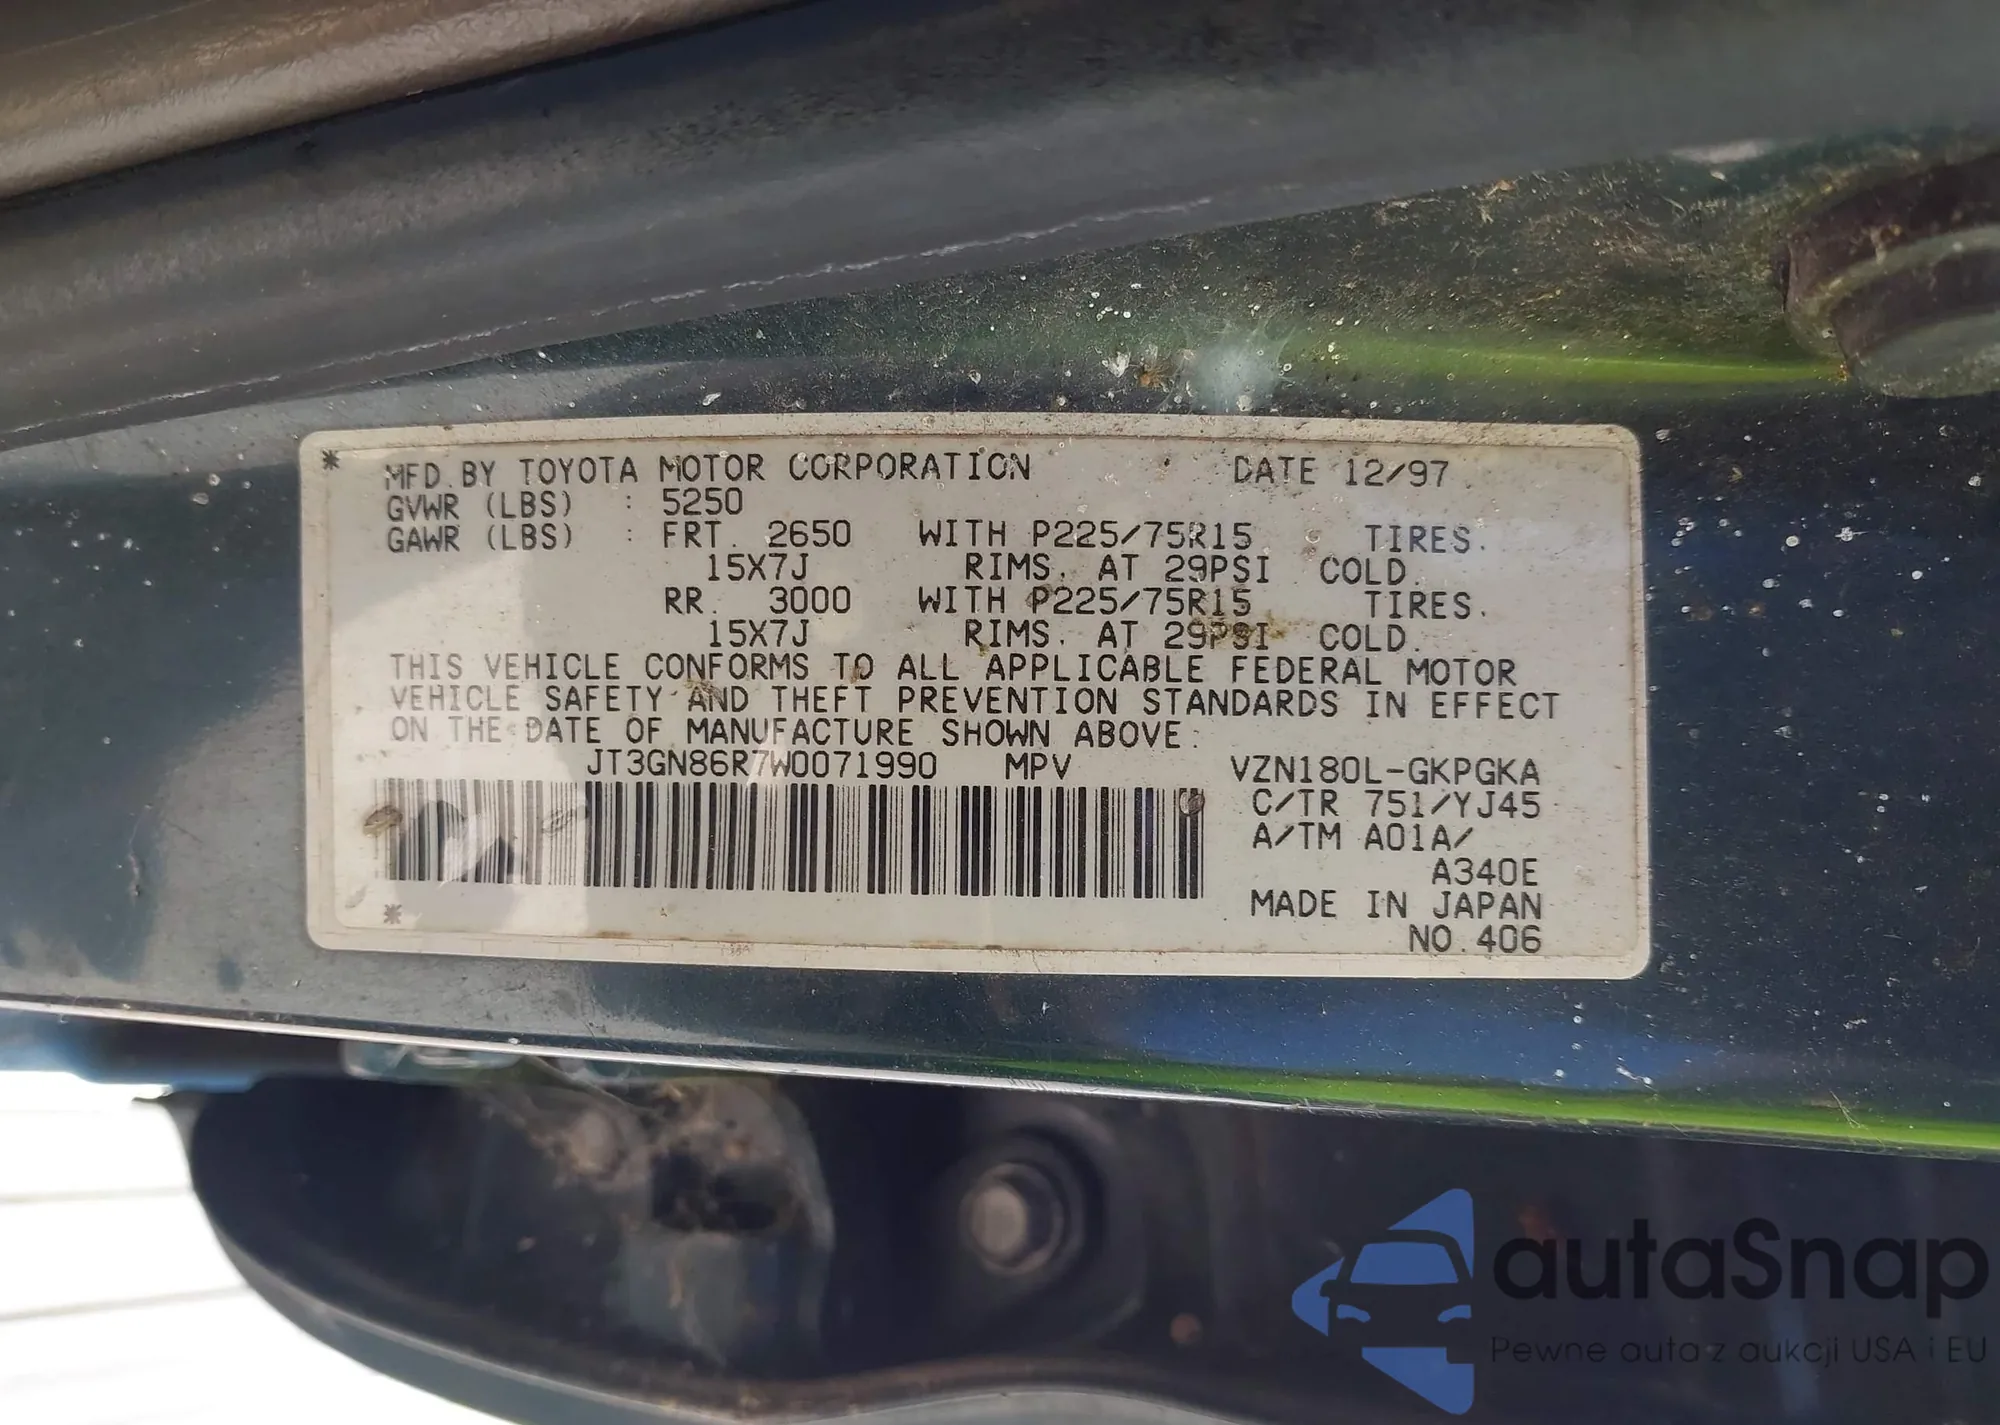 * MFD. BY TOYOTA MOTOR CORPORATION DATE 12/97
GVWR (LBS) : 5250
GAWR (LBS) : FRT. 2650 WITH P225/75R15 TIRES.
15X7J RIMS. AT 29PSI COLD.
RR. 3000 WITH P225/75R15 TIRES.
15X7J RIMS. AT 29PSI COLD.
THIS VEHICLE CONFORMS TO ALL APPLICABLE FEDERAL MOTOR
VEHICLE SAFETY AND THEFT PREVENTION STANDARDS IN EFFECT
ON THE DATE OF MANUFACTURE SHOWN ABOVE.
JT3GN86R7W0071990 MPV VZN180L-GKPGKA
C/TR 751/YJ45
A/TM A01A/
A340E
* MADE IN JAPAN
NO.406
autaSnap
Pewne auta z aukcji USA i EU